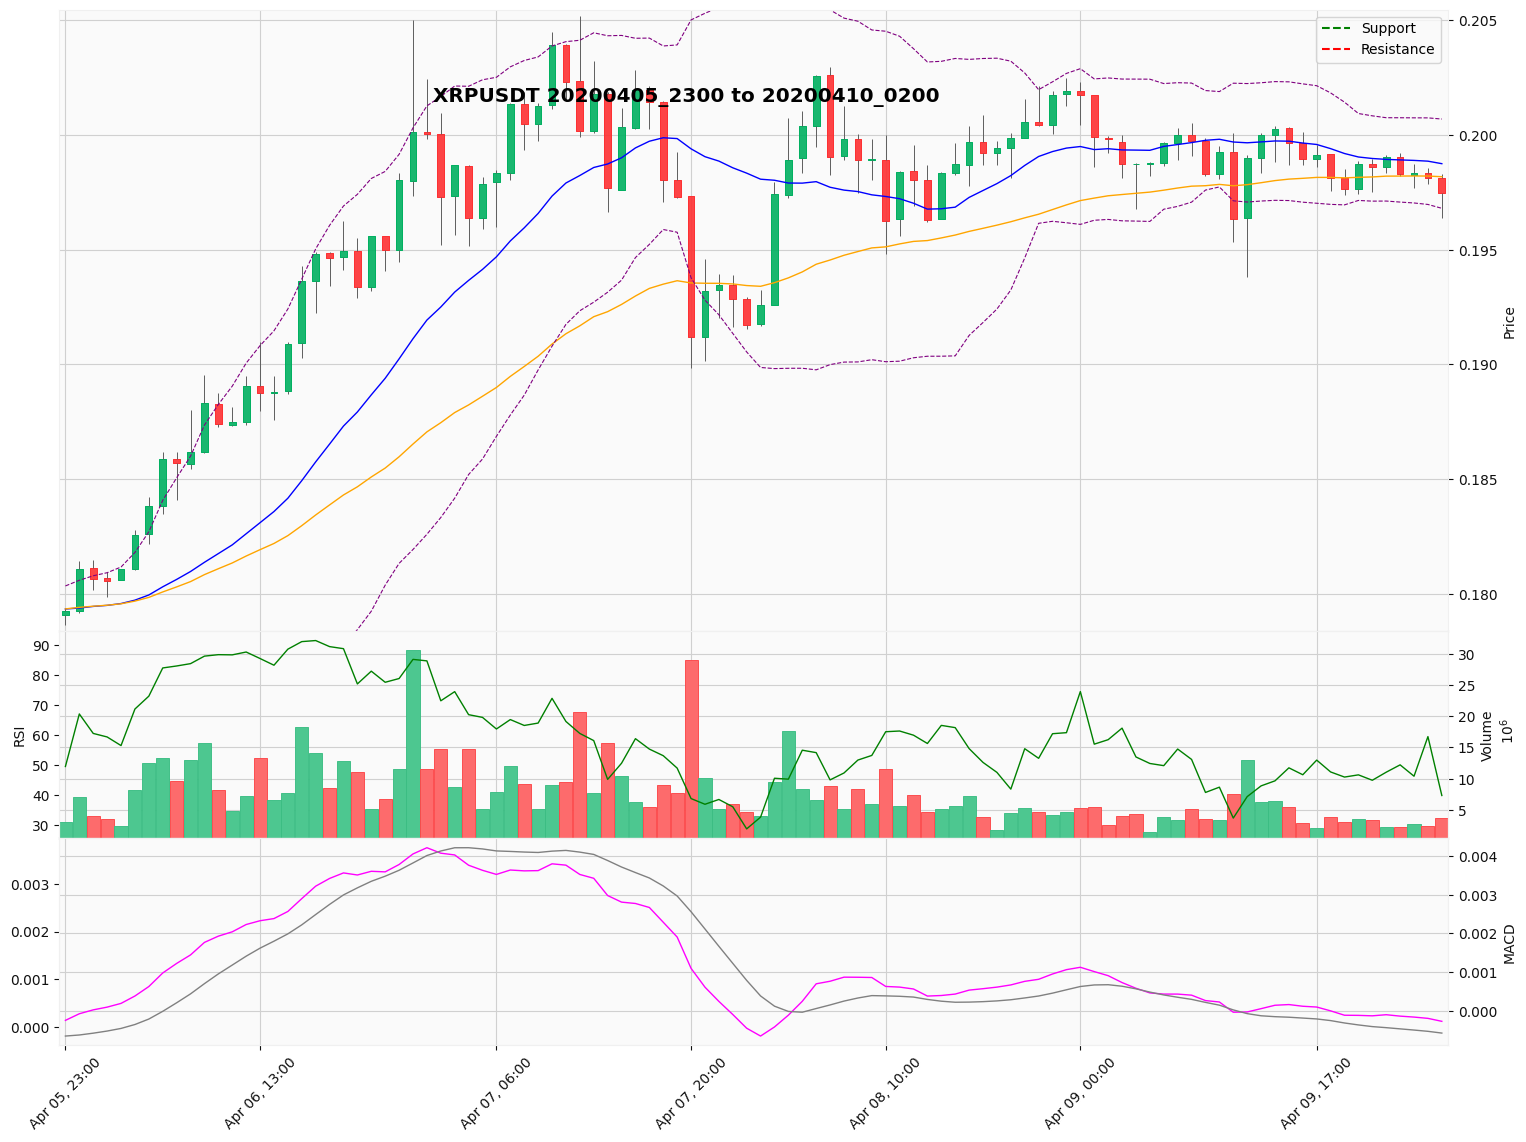 XRPUSDT 20200405_2300 to 20200410_0200
Support
Resistance
0.205
0.200
0.195
0.190
0.185
0.180
Price
90
80
70
60
50
40
30
RSI
30
25
20
15
10
5
Volume
10^6
0.003
0.002
0.001
0.000
0.004
0.003
0.002
0.001
0.000
MACD
Apr 05, 23:00
Apr 06, 13:00
Apr 07, 06:00
Apr 07, 20:00
Apr 08, 10:00
Apr 09, 00:00
Apr 09, 17:00